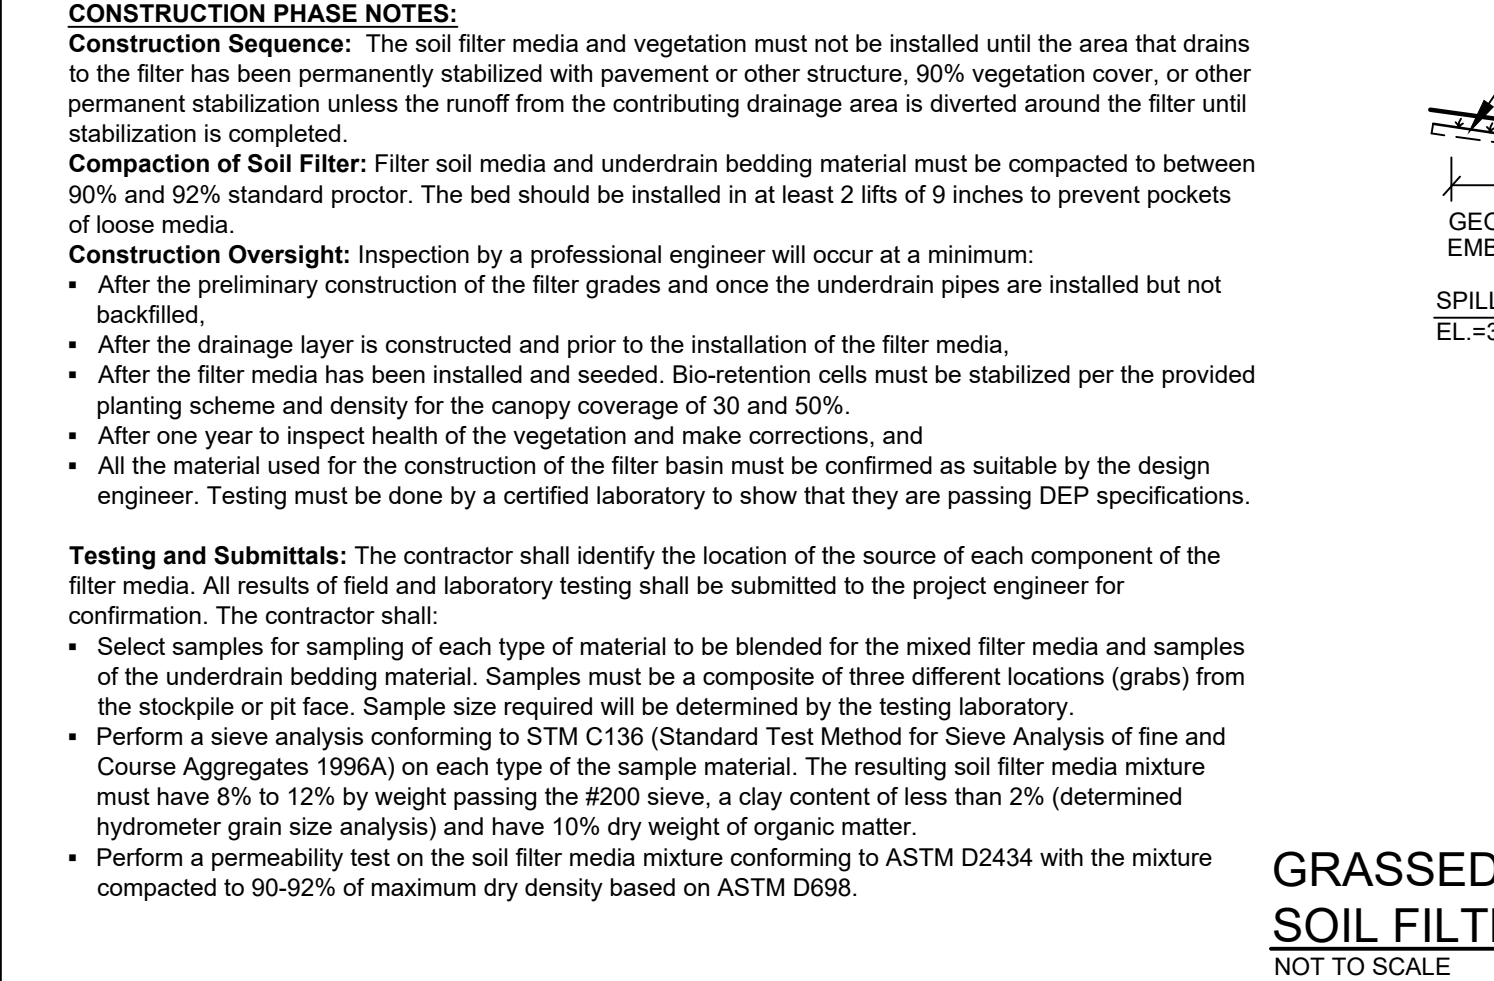 CONSTRUCTION PHASE NOTES:
Construction Sequence: The soil filter media and vegetation must not be installed until the area that drains
to the filter has been permanently stabilized with pavement or other structure, 90% vegetation cover, or other
permanent stabilization unless the runoff from the contributing drainage area is diverted around the filter until
stabilization is completed.
Compaction of Soil Filter: Filter soil media and underdrain bedding material must be compacted to between
90% and 92% standard proctor. The bed should be installed in at least 2 lifts of 9 inches to prevent pockets
of loose media.
Construction Oversight: Inspection by a professional engineer will occur at a minimum:
▪ After the preliminary construction of the filter grades and once the underdrain pipes are installed but not
backfilled,
▪ After the drainage layer is constructed and prior to the installation of the filter media,
▪ After the filter media has been installed and seeded. Bio-retention cells must be stabilized per the provided
planting scheme and density for the canopy coverage of 30 and 50%.
▪ After one year to inspect health of the vegetation and make corrections, and
▪ All the material used for the construction of the filter basin must be confirmed as suitable by the design
engineer. Testing must be done by a certified laboratory to show that they are passing DEP specifications.
Testing and Submittals: The contractor shall identify the location of the source of each component of the
filter media. All results of field and laboratory testing shall be submitted to the project engineer for
confirmation. The contractor shall:
▪ Select samples for sampling of each type of material to be blended for the mixed filter media and samples
of the underdrain bedding material. Samples must be a composite of three different locations (grabs) from
the stockpile or pit face. Sample size required will be determined by the testing laboratory.
▪ Perform a sieve analysis conforming to STM C136 (Standard Test Method for Sieve Analysis of fine and
Course Aggregates 1996A) on each type of the sample material. The resulting soil filter media mixture
must have 8% to 12% by weight passing the #200 sieve, a clay content of less than 2% (determined
hydrometer grain size analysis) and have 10% dry weight of organic matter.
▪ Perform a permeability test on the soil filter media mixture conforming to ASTM D2434 with the mixture
compacted to 90-92% of maximum dry density based on ASTM D698.
GEO
EMB
SPILL
EL.=3
GRASSED
SOIL FILT
NOT TO SCALE